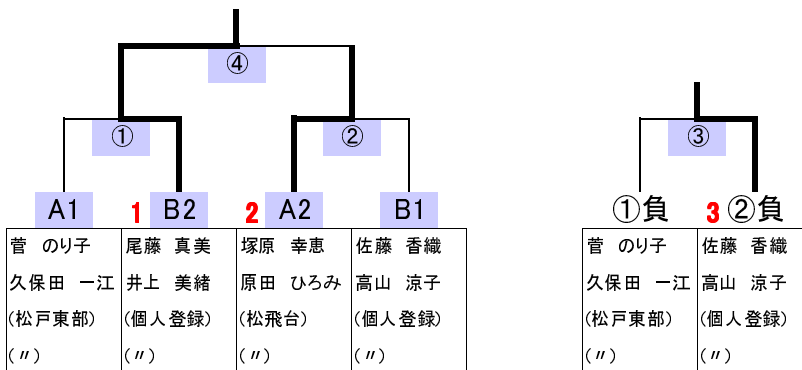 ④
① ② ③
A1 1 B2 2 A2 B1 ①負 3 ②負
菅 のり子 尾藤 真美 塚原 幸恵 佐藤 香織 菅 のり子 佐藤 香織
久保田 一江 井上 美緒 原田 ひろみ 高山 涼子 久保田 一江 高山 涼子
(松戸東部) (個人登録) (松飛台) (個人登録) (松戸東部) (個人登録)
(〃) (〃) (〃) (〃) (〃) (〃)